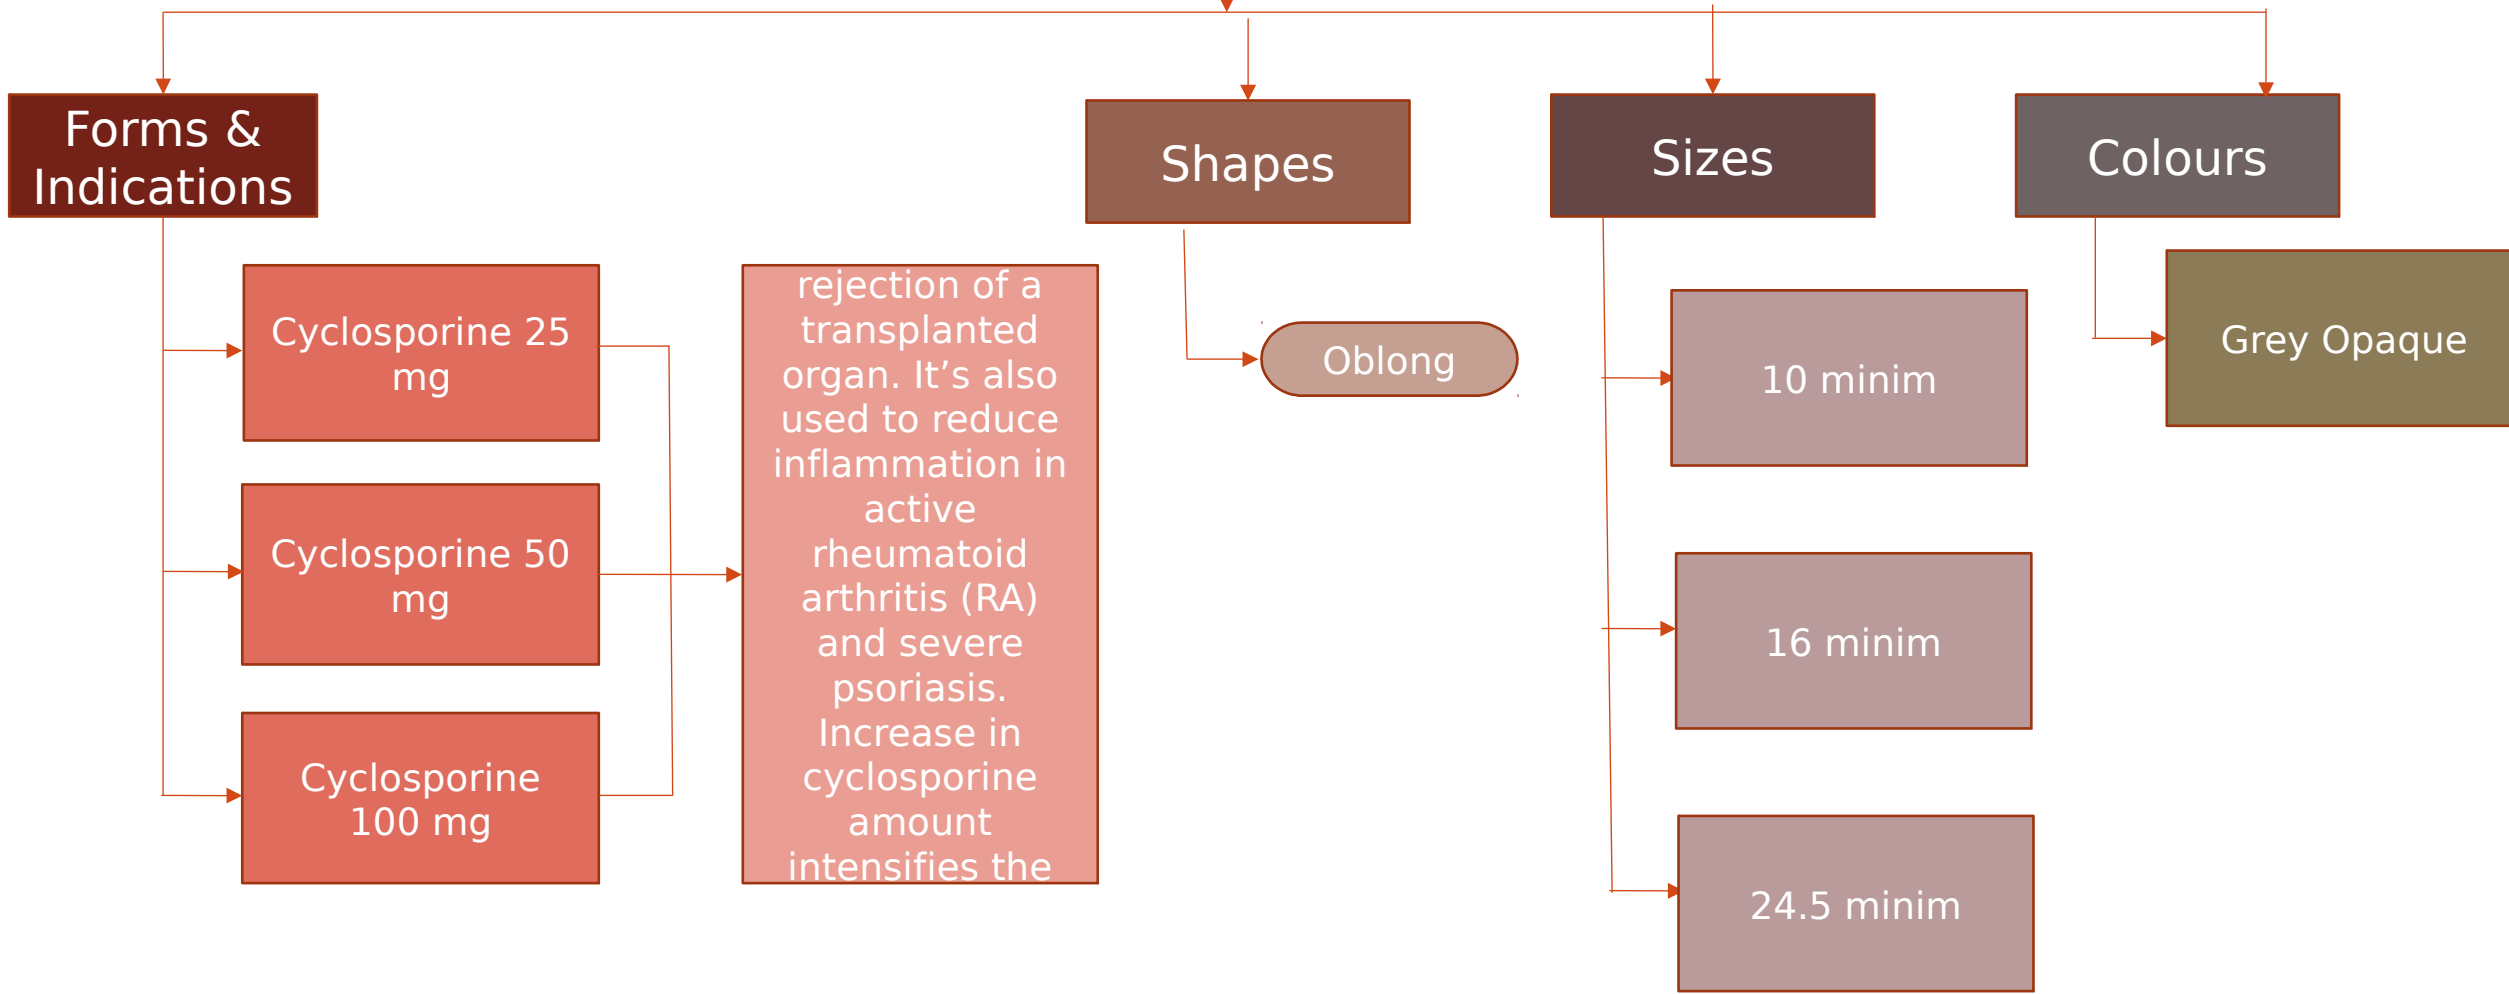 Forms &
Indications
Shapes
Sizes
Colours
Cyclosporine 25
mg
Cyclosporine 50
mg
Cyclosporine
100 mg
rejection of a
transplanted
organ. It’s also
used to reduce
inflammation in
active
rheumatoid
arthritis (RA)
and severe
psoriasis.
Increase in
cyclosporine
amount
intensifies the
Oblong
10 minim
16 minim
24.5 minim
Grey Opaque